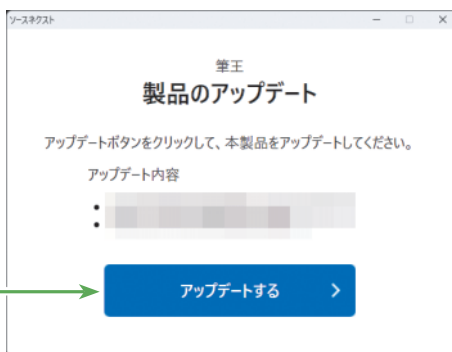 ソースネクスト
筆王
製品のアップデート
アップデートボタンをクリックして、本製品をアップデートしてください。
アップデート内容
アップデートする